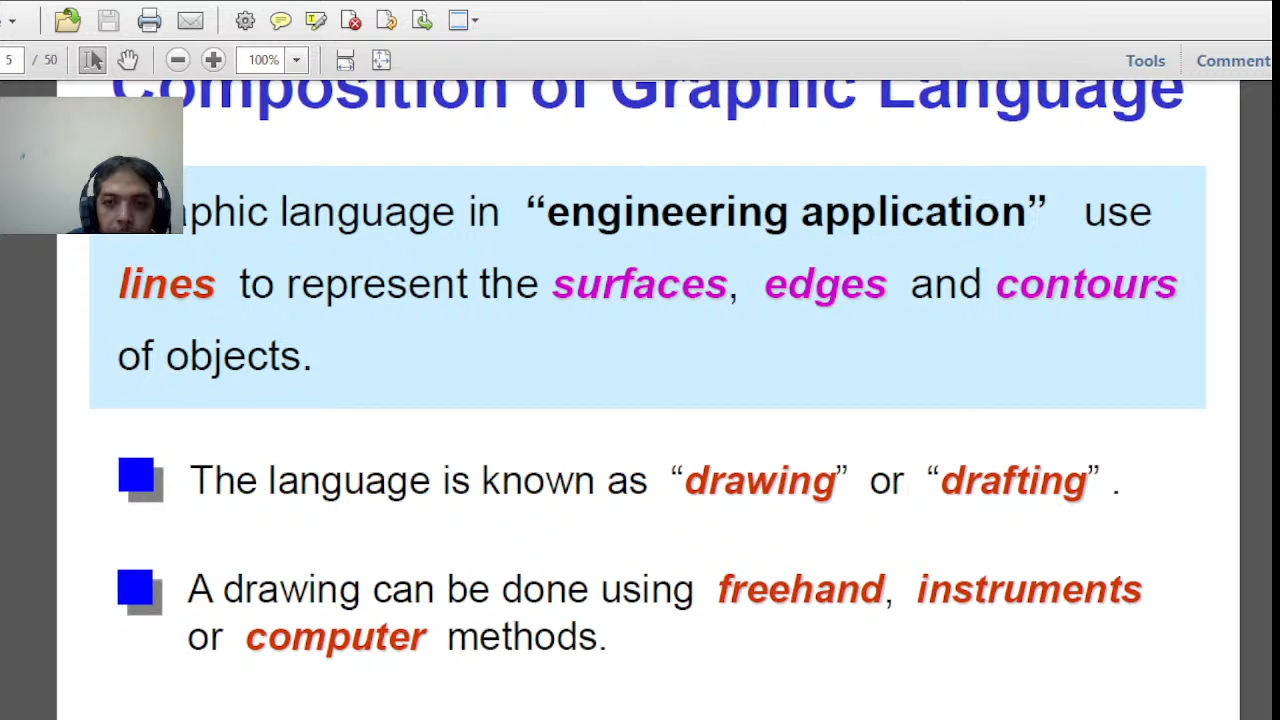 5 / 50 100% Tools Comment
Composition of Graphic Language
language in “engineering application” use
lines to represent the surfaces, edges and contours
of objects.
The language is known as “drawing” or “drafting” .
A drawing can be done using freehand, instruments
or computer methods.